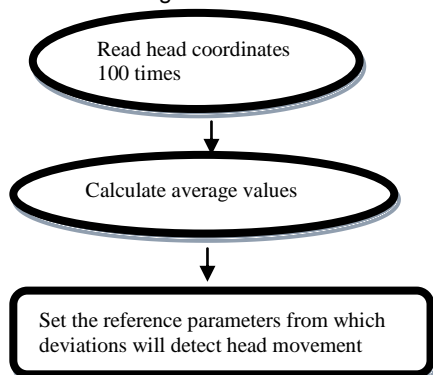 Read head coordinates
100 times
Calculate average values
Set the reference parameters from which
deviations will detect head movement